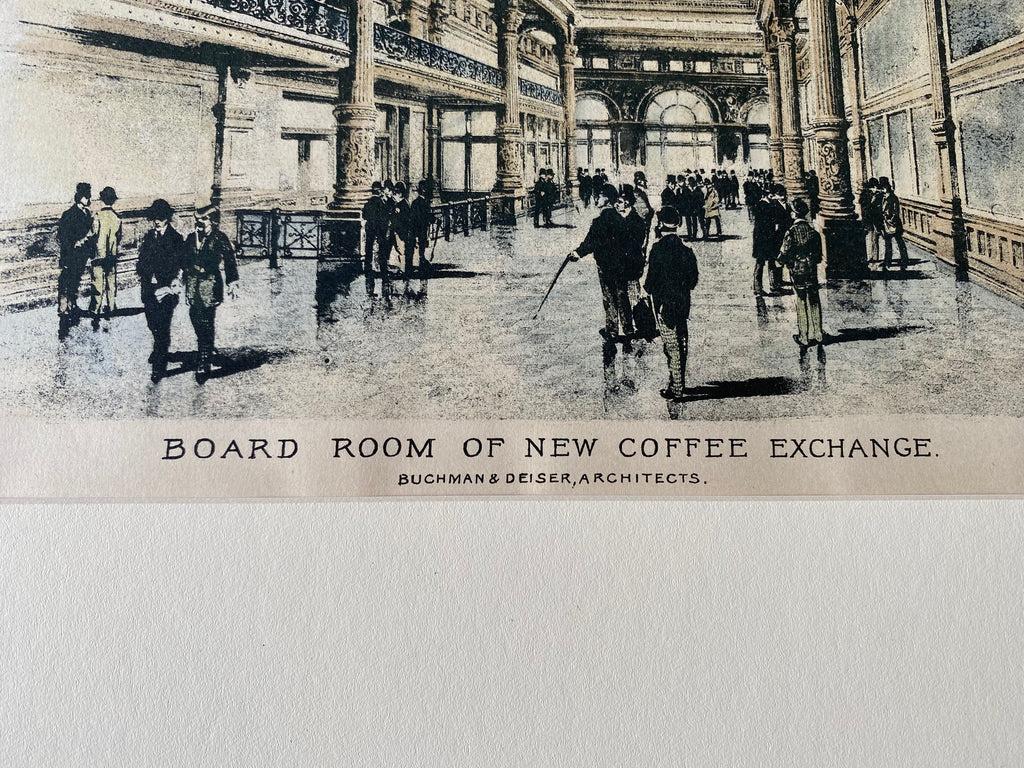 BOARD ROOM OF NEW COFFEE EXCHANGE.
BUCHMAN & DEISER, ARCHITECTS.